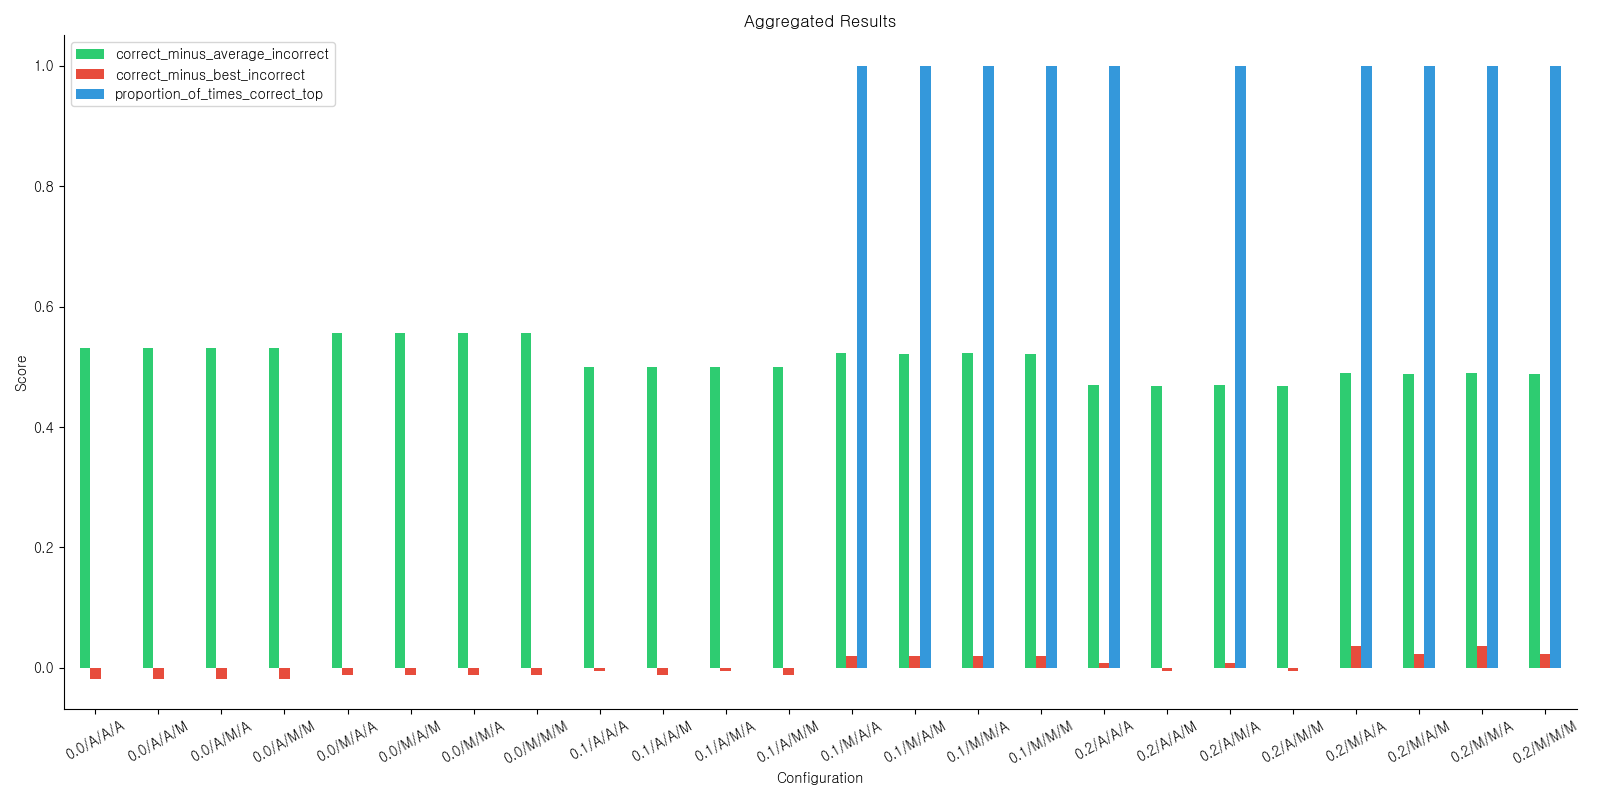 Aggregated Results
correct_minus_average_incorrect
correct_minus_best_incorrect
proportion_of_times_correct_top
1.0
0.8
0.6
0.4
0.2
0.0
Score
0.0/A/A/A
0.0/A/A/M
0.0/A/M/A
0.0/A/M/M
0.0/M/A/A
0.0/M/A/M
0.0/M/M/A
0.0/M/M/M
0.1/A/A/A
0.1/A/A/M
0.1/A/M/A
0.1/A/M/M
0.1/M/A/A
0.1/M/A/M
0.1/M/M/A
0.1/M/M/M
0.2/A/A/A
0.2/A/A/M
0.2/A/M/A
0.2/A/M/M
0.2/M/A/A
0.2/M/A/M
0.2/M/M/A
0.2/M/M/M
Configuration